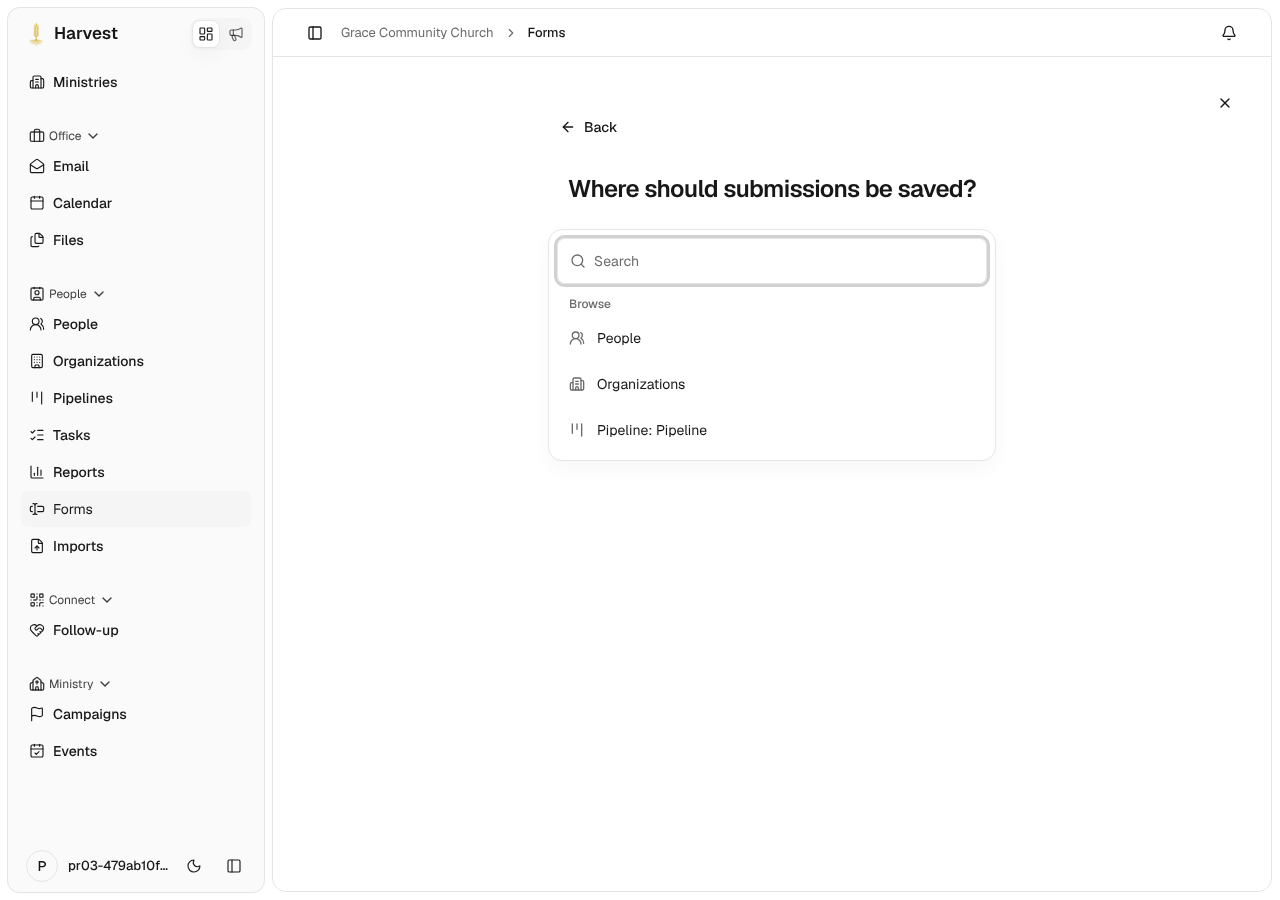 Harvest
Ministries
Office
Email
Calendar
Files
People
People
Organizations
Pipelines
Tasks
Reports
Forms
Imports
Connect
Follow-up
Ministry
Campaigns
Events
P
pr03-479ab10f...
Grace Community Church
Forms
Back
Where should submissions be saved?
Search
Browse
People
Organizations
Pipeline: Pipeline